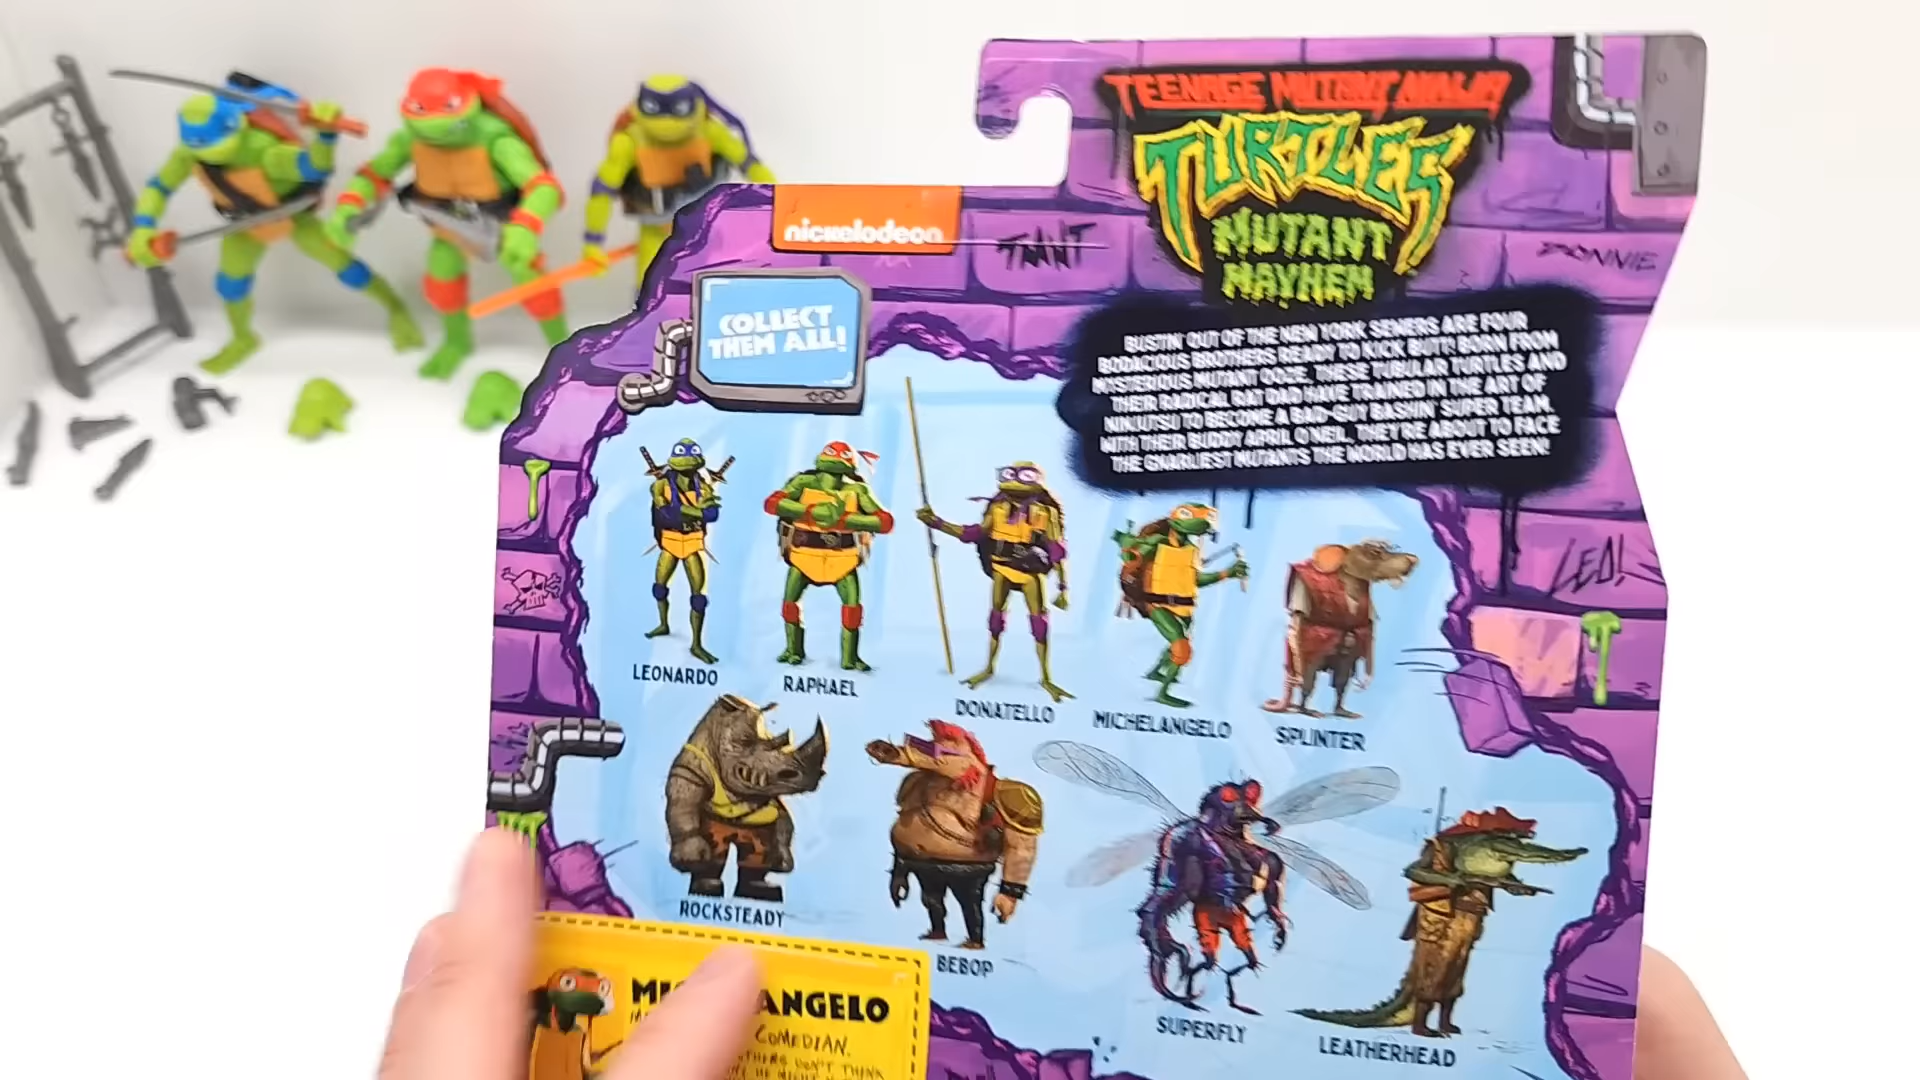 TEENAGE MUTANT NINJA
TURTLES
MUTANT
MAYHEM
nickelodeon
TMNT
DONNIE
COLLECT
THEM ALL!
BUSTIN' OUT OF THE NEW YORK SEWERS ARE FOUR
BODACIOUS BROTHERS READY TO KICK BUTT! BORN FROM
MYSTERIOUS MUTANT OOZE, THESE TUBULAR TURTLES AND
THEIR RADICAL RAT DAD HAVE TRAINED IN THE ART OF
NINJUTSU TO BECOME A BAD-GUY BASHIN' SUPER TEAM.
WITH THEIR BUDDY APRIL O'NEIL, THEY'RE ABOUT TO FACE
THE GNARLIEST MUTANTS THE WORLD HAS EVER SEEN!
LEO!
LEONARDO
RAPHAEL
DONATELLO
MICHELANGELO
SPLINTER
ROCKSTEADY
BEBOP
SUPERFLY
LEATHERHEAD
ANGELO
COMEDIAN.
DON'T THINK